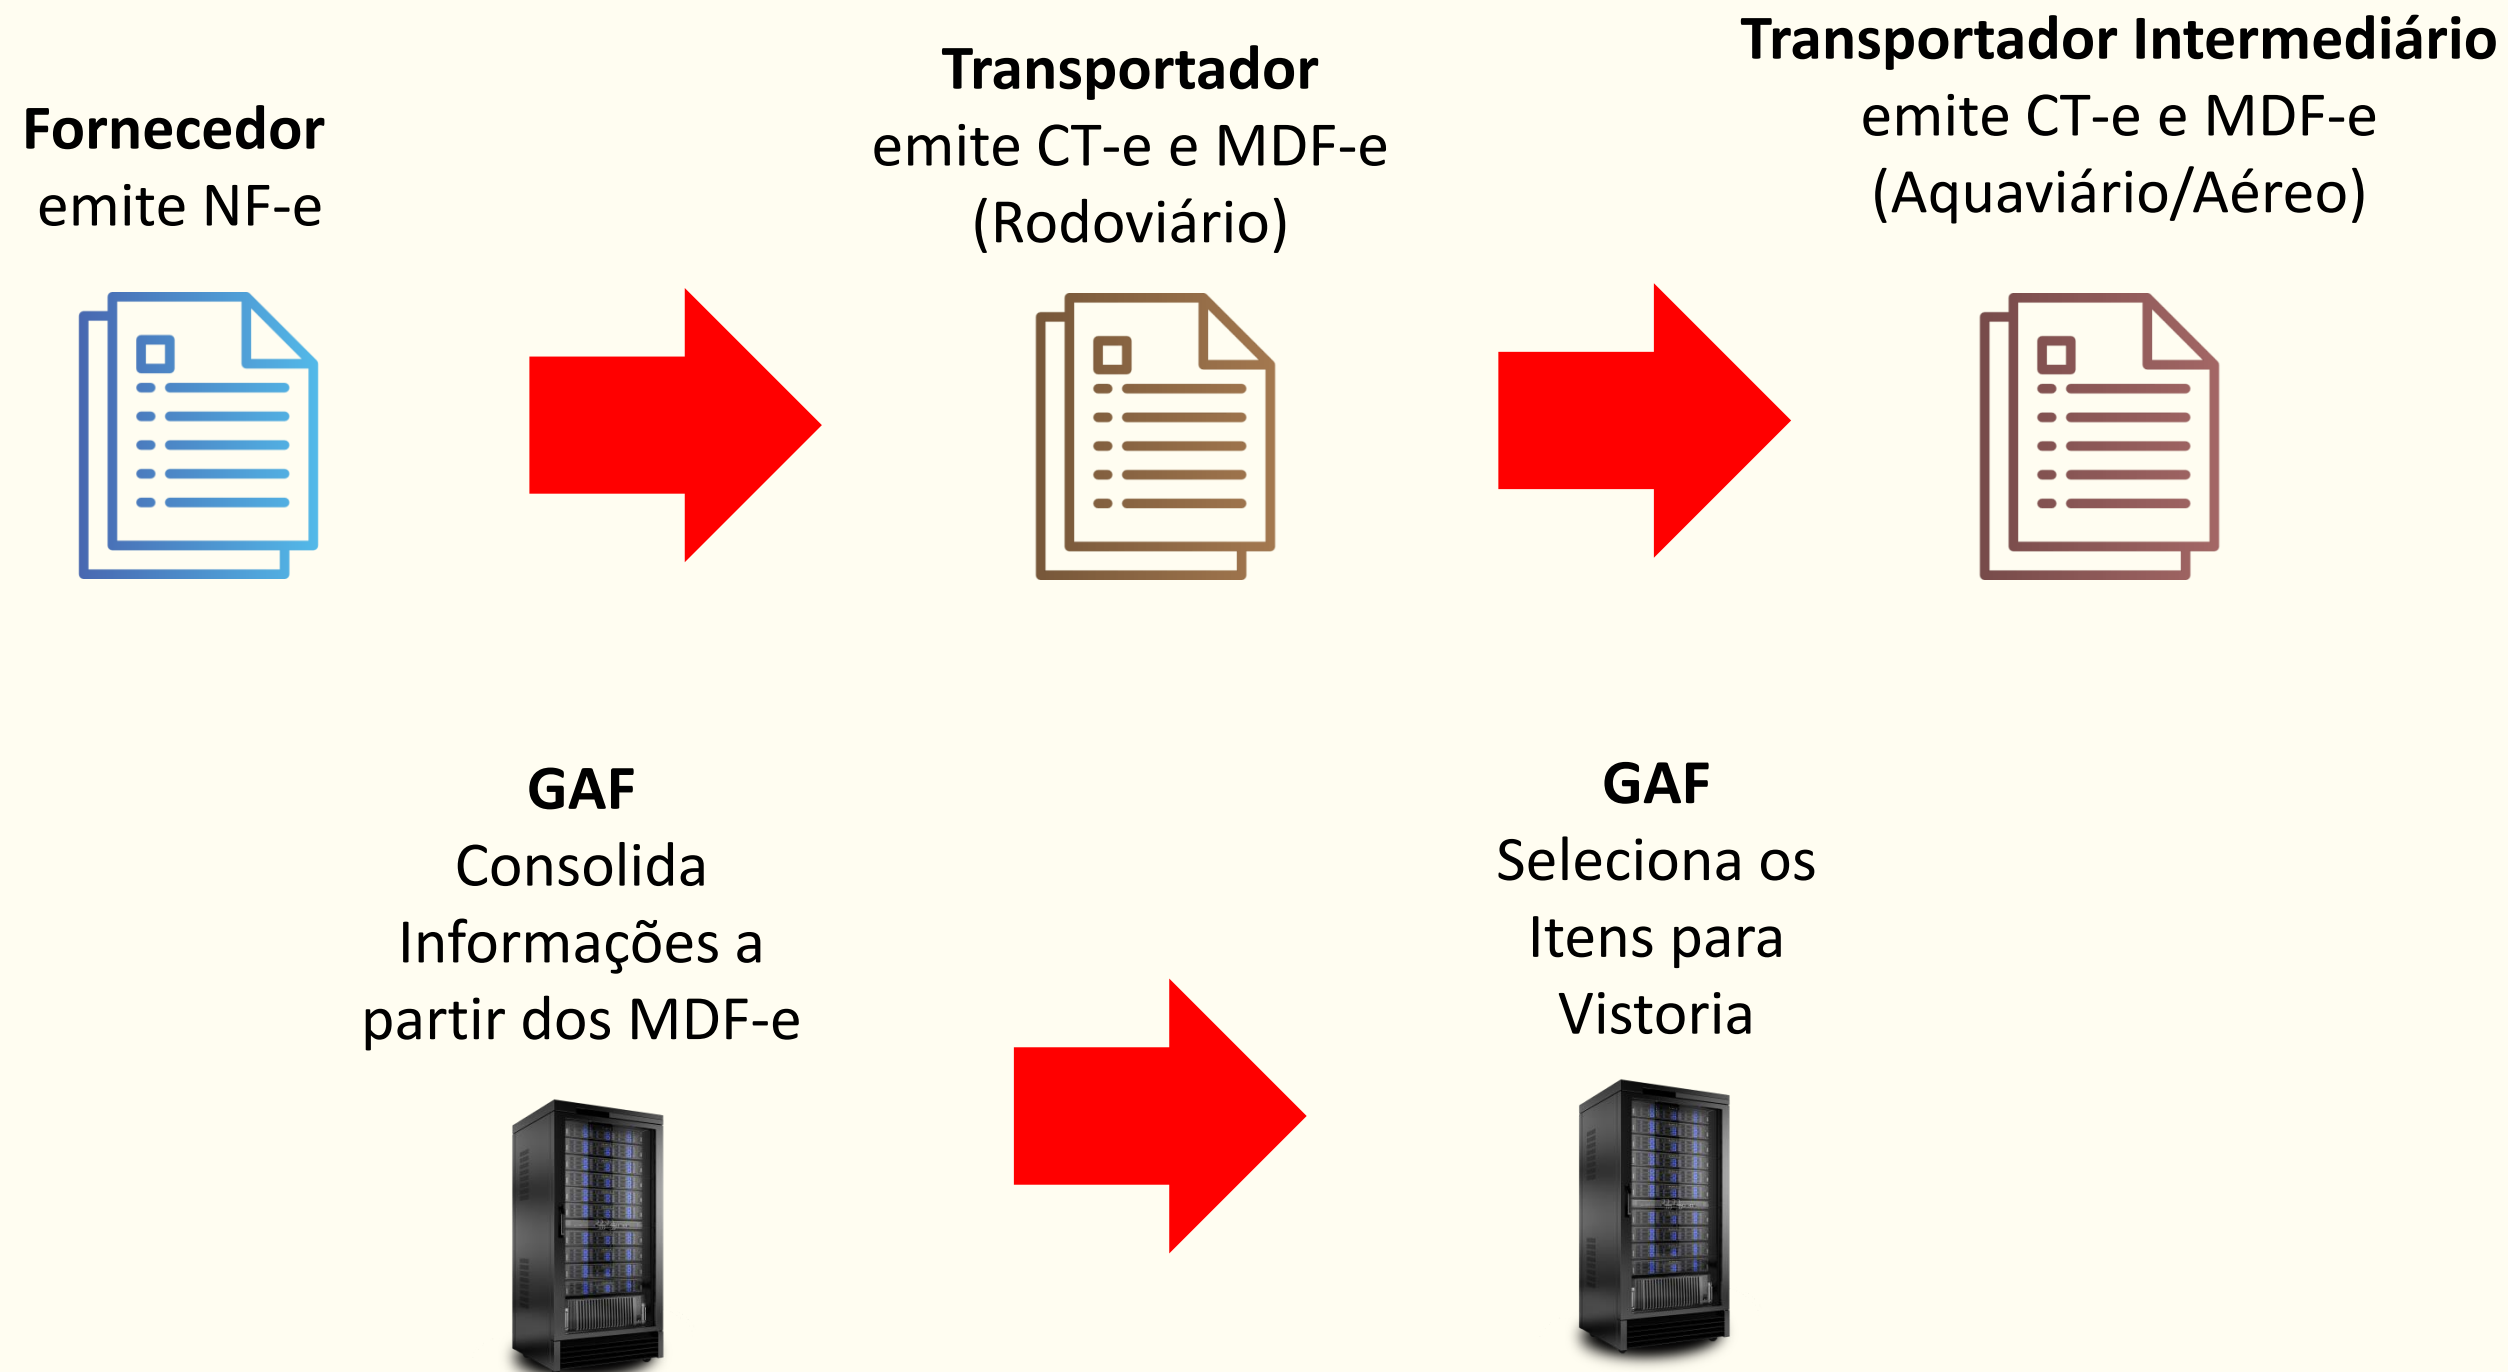 Fornecedor
emite NF-e
Transportador
emite CT-e e MDF-e
(Rodoviário)
Transportador Intermediário
emite CT-e e MDF-e
(Aquaviário/Aéreo)
GAF
Consolida
Informações a
partir dos MDF-e
GAF
Seleciona os
Itens para
Vistoria